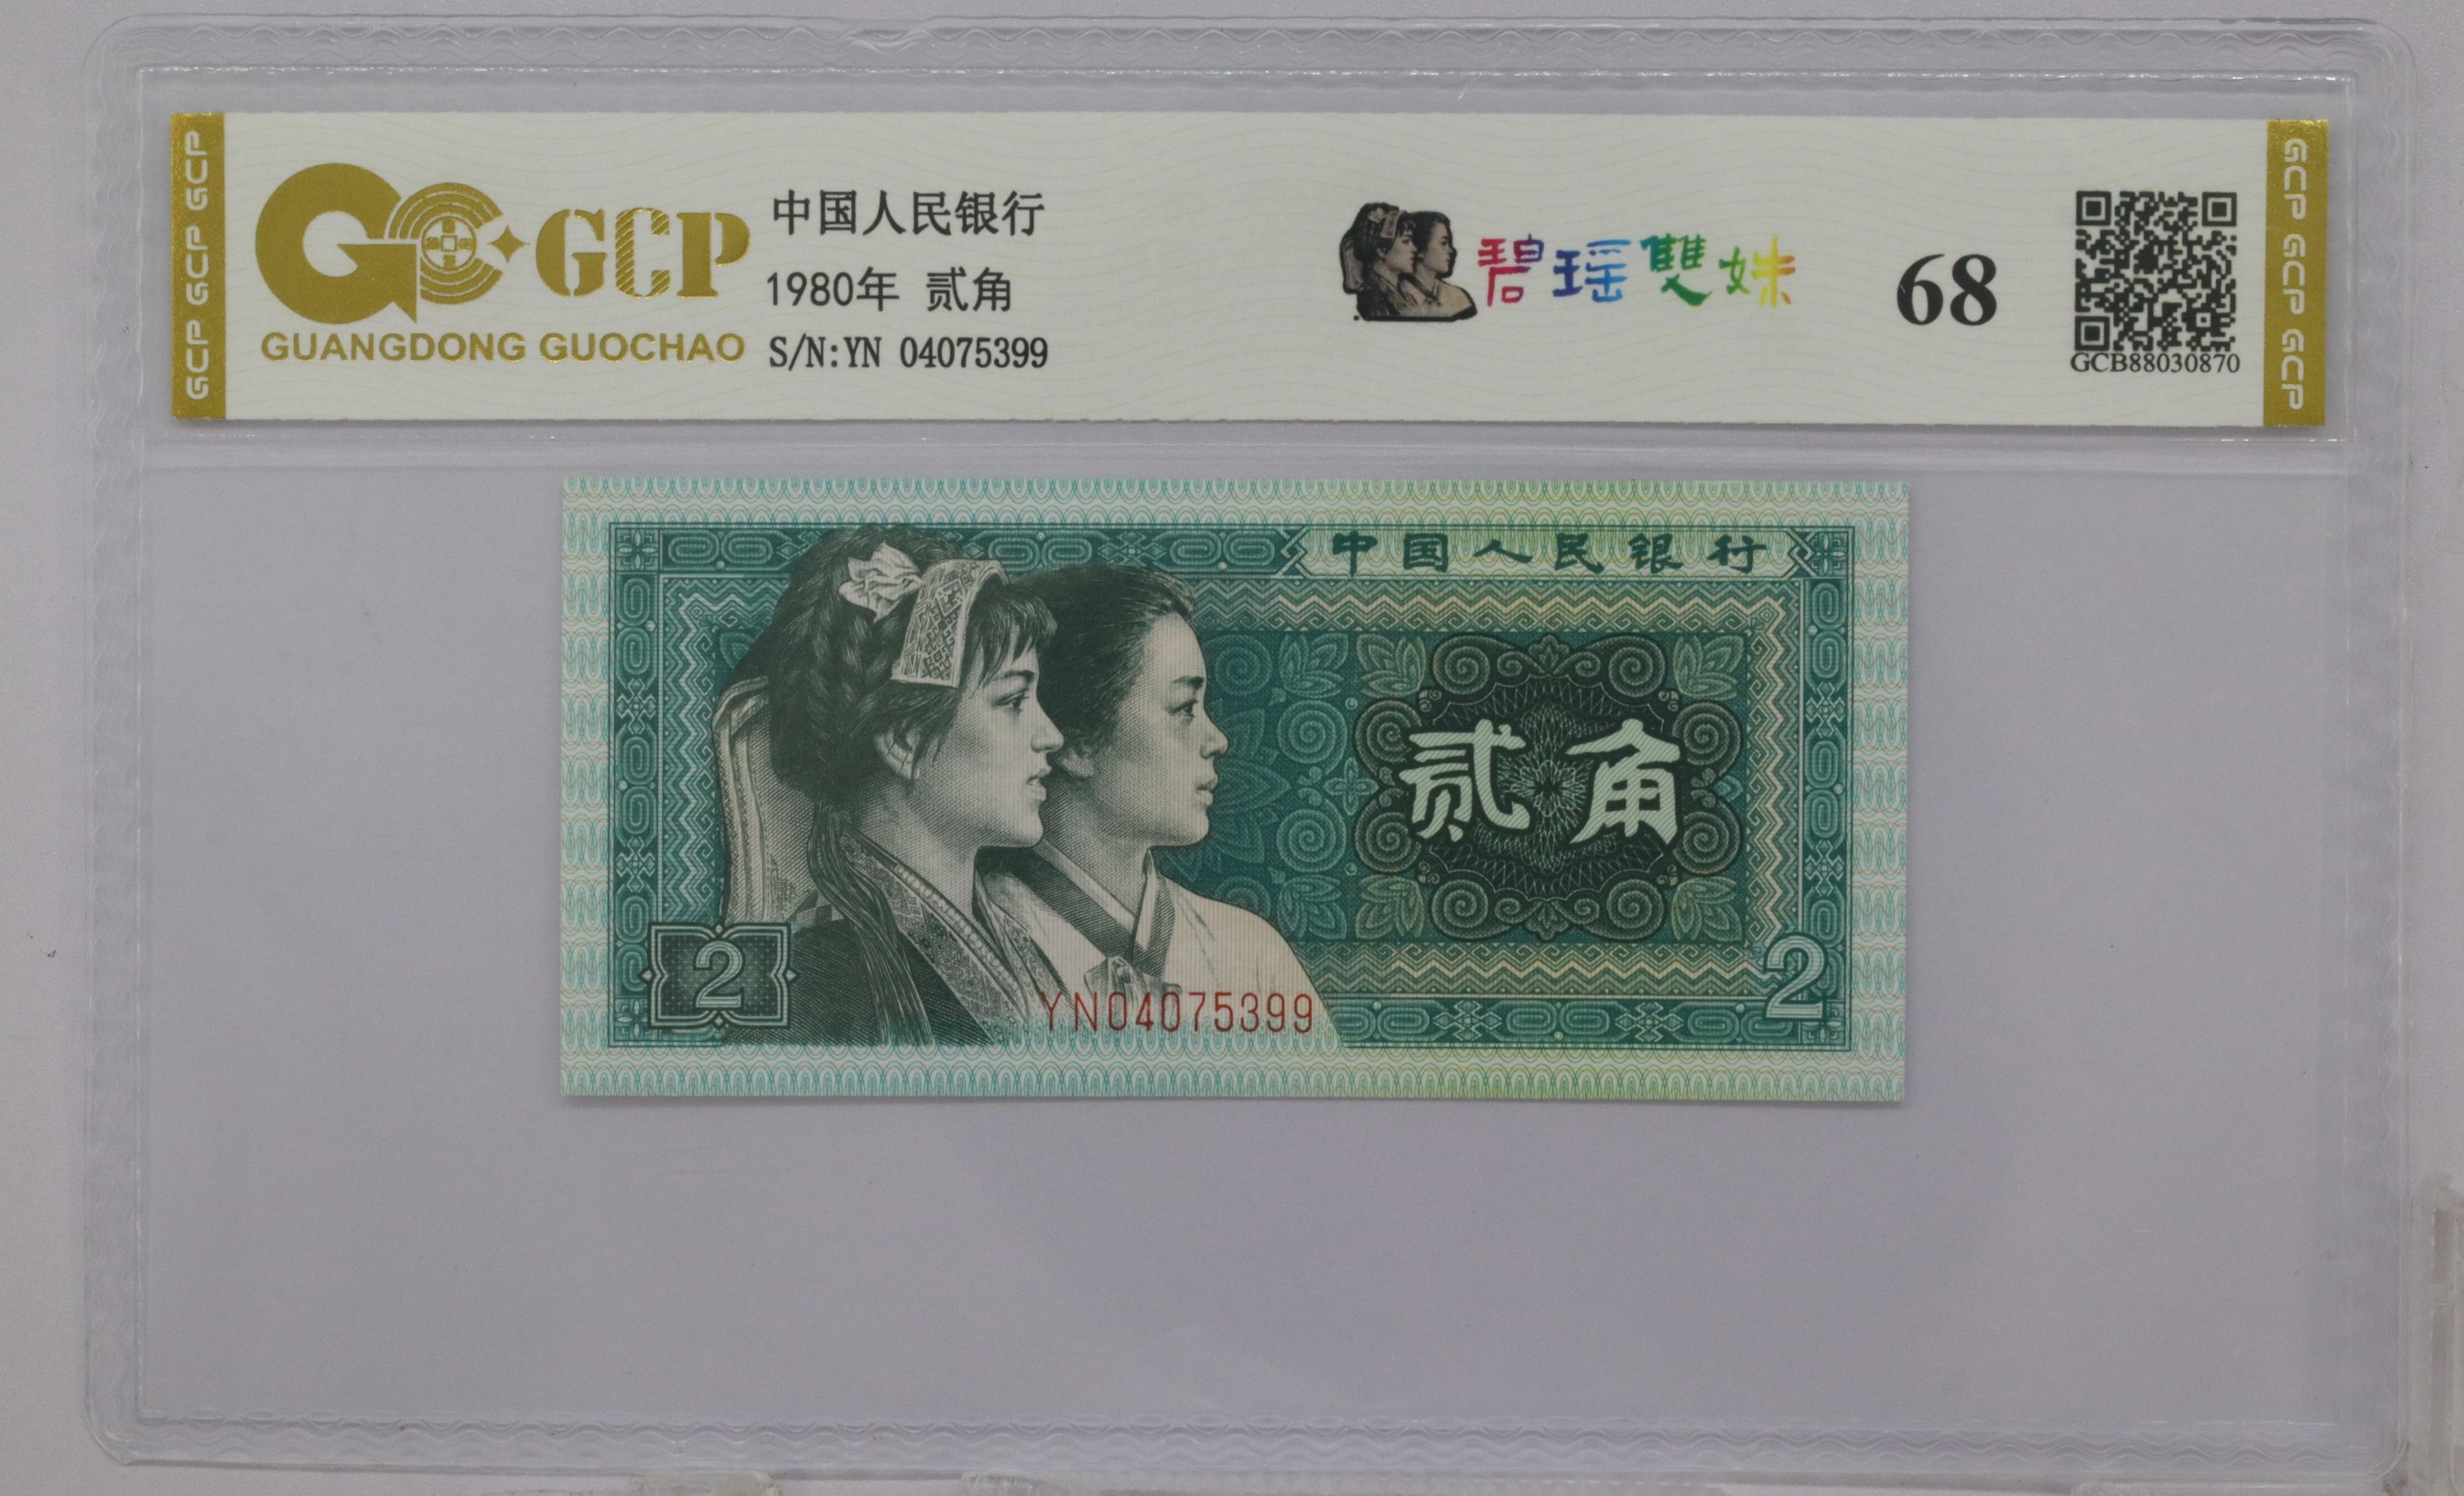 GCP GCP GCP
GCP
GUANGDONG GUOCHAO
中国人民银行
1980年 贰角
S/N:YN 04075399
碧瑶雙姝
68
GCB88030870
GCP GCP GCP
中国人民银行
贰角
2
YN04075399
2